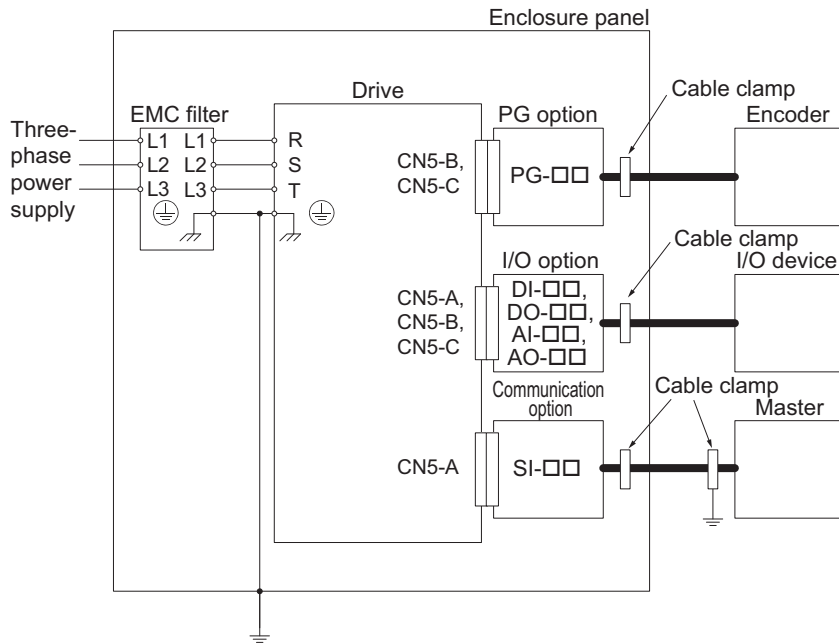 Enclosure panel
Drive
EMC filter
Three-
phase
power
supply
L1 L1
L2 L2
L3 L3
R
S
T
PG option
CN5-B,
CN5-C
PG-□□
Cable clamp
Encoder
I/O option
CN5-A,
CN5-B,
CN5-C
DI-□□,
DO-□□,
AI-□□,
AO-□□
Cable clamp
I/O device
Communication
option
CN5-A
SI-□□
Cable clamp
Master